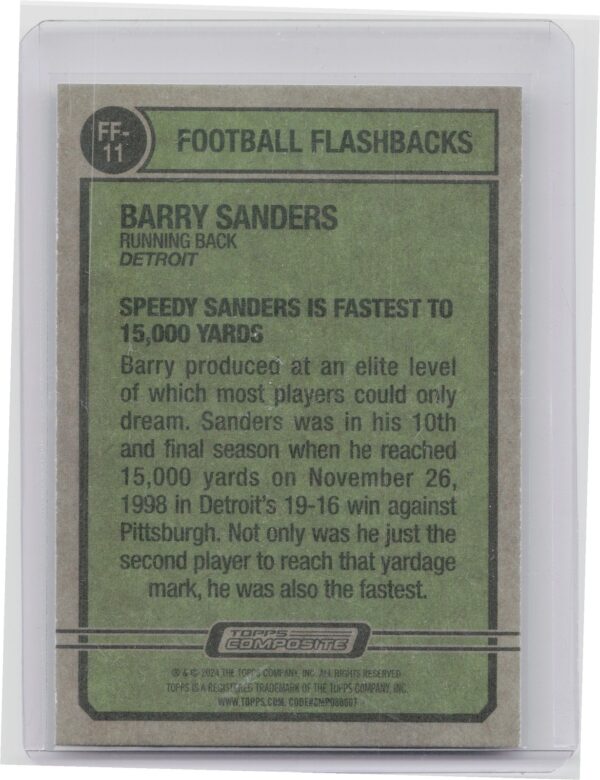 FF-
11
FOOTBALL FLASHBACKS
BARRY SANDERS
RUNNING BACK
DETROIT
SPEEDY SANDERS IS FASTEST TO
15,000 YARDS
Barry produced at an elite level
of which most players could only
dream. Sanders was in his 10th
and final season when he reached
15,000 yards on November 26,
1998 in Detroit's 19-16 win against
Pittsburgh. Not only was he just the
second player to reach that yardage
mark, he was also the fastest.
TOPPS
COMPOSITE
® & © 2024 THE TOPPS COMPANY, INC. ALL RIGHTS RESERVED.
TOPPS IS A REGISTERED TRADEMARK OF THE TOPPS COMPANY, INC.
WWW.TOPPS.COM